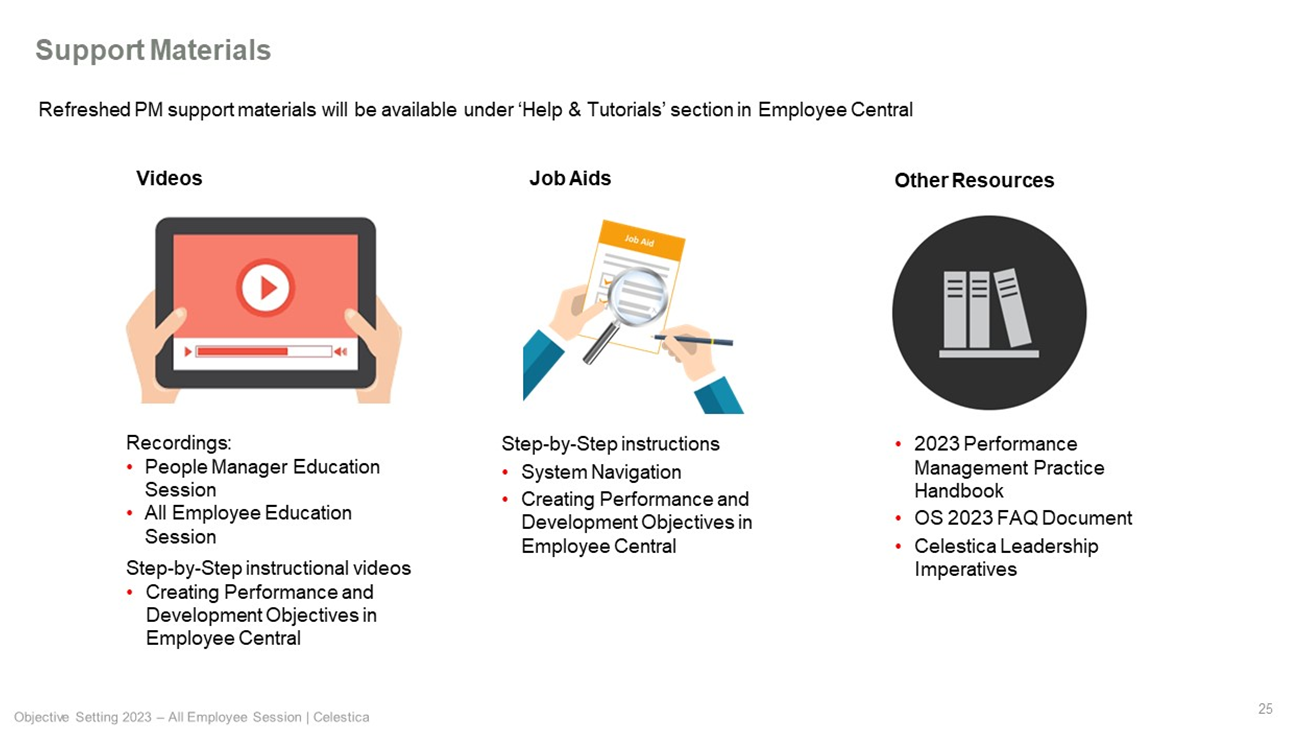 Support Materials
Refreshed PM support materials will be available under ‘Help & Tutorials’ section in Employee Central
Videos
Recordings:
• People Manager Education
Session
• All Employee Education
Session
Step-by-Step instructional videos
• Creating Performance and
Development Objectives in
Employee Central
Job Aids
Job Aid
Step-by-Step instructions
• System Navigation
• Creating Performance and
Development Objectives in
Employee Central
Other Resources
• 2023 Performance
Management Practice
Handbook
• OS 2023 FAQ Document
• Celestica Leadership
Imperatives
Objective Setting 2023 – All Employee Session | Celestica
25